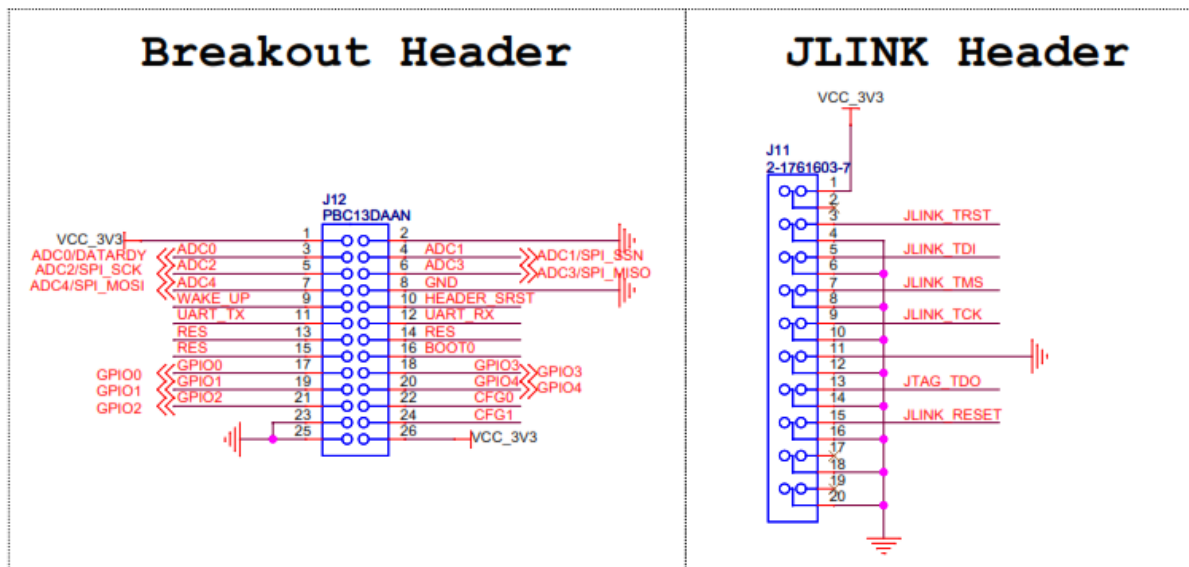 Breakout Header
J12
PBC13DAAN
VCC_3V3 1 2
ADC0/DATARDY ADC0 3 4 ADC1 ADC1/SPI_SSN
ADC2/SPI_SCK ADC2 5 6 ADC3 ADC3/SPI_MISO
ADC4/SPI_MOSI ADC4 7 8 GND
WAKE_UP 9 10 HEADER_SRST
UART_TX 11 12 UART_RX
RES 13 14 RES
RES 15 16 BOOT0
GPIO0 GPIO0 17 18 GPIO3 GPIO3
GPIO1 GPIO1 19 20 GPIO4 GPIO4
GPIO2 GPIO2 21 22 CFG0
23 24 CFG1
25 26 VCC_3V3
JLINK Header
VCC_3V3
J11
2-1761603-7
1
2
3 JLINK_TRST
4
5 JLINK_TDI
6
7 JLINK_TMS
8
9 JLINK_TCK
10
11
12
13 JTAG_TDO
14
15 JLINK_RESET
16
17
18
19
20